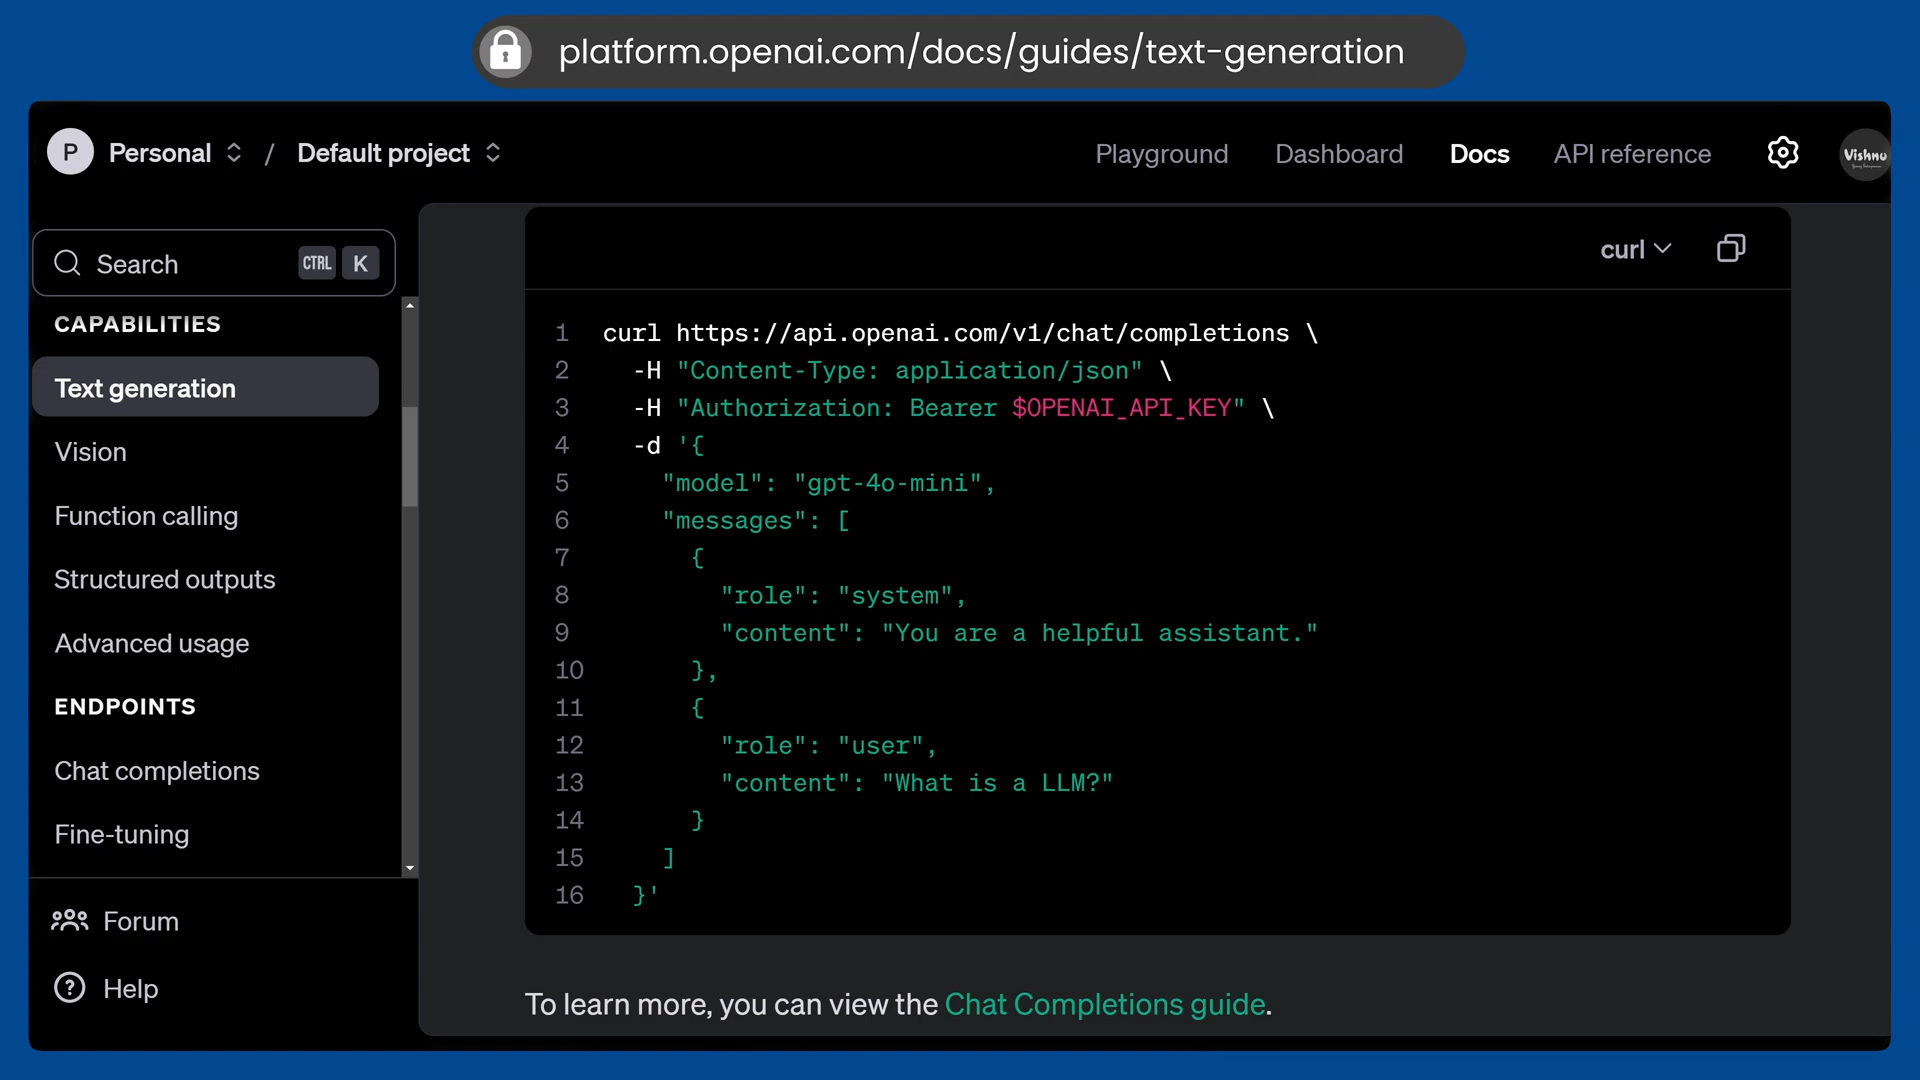 platform.openai.com/docs/guides/text-generation
P Personal / Default project
Playground Dashboard Docs API reference
Vishnu
Search CTRL K
CAPABILITIES
Text generation
Vision
Function calling
Structured outputs
Advanced usage
ENDPOINTS
Chat completions
Fine-tuning
Forum
Help
curl
1 curl https://api.openai.com/v1/chat/completions \
2 -H "Content-Type: application/json" \
3 -H "Authorization: Bearer $OPENAI_API_KEY" \
4 -d '{
5 "model": "gpt-4o-mini",
6 "messages": [
7 {
8 "role": "system",
9 "content": "You are a helpful assistant."
10 },
11 {
12 "role": "user",
13 "content": "What is a LLM?"
14 }
15 ]
16 }'
To learn more, you can view the Chat Completions guide.